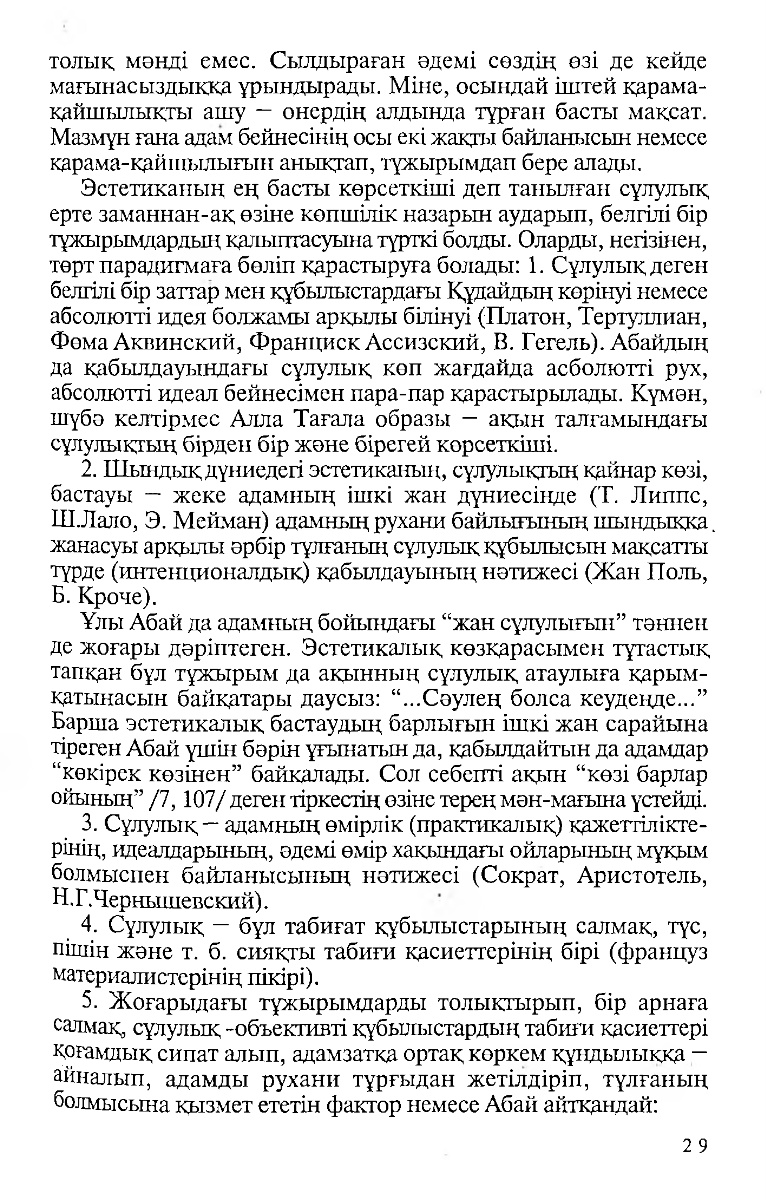 толық мәнді емес. Сылдыраған әдемі сөздің өзі де кейде
мағынасыздыққа ұрындырады. Міне, осындай іштей қарама-
қайшылықты ашу — онердің алдында тұрған басты мақсат.
Мазмұн ғана адам бейнесінің осы екі жақты байланысын немесе
қарама-қайшылығын анықтап, тұжырымдап бере алады.
Эстетиканың ең басты көрсеткіші деп танылған сұлулық
ерте заманнан-ақ өзіне көпшілік назарын аударып, белгілі бір
тұжырымдардың қалыптасуына түрткі болды. Оларды, негізінен,
төрт парадигмаға бөліп қарастыруға болады: 1. Сұлулық деген
белгілі бір заттар мен құбылыстардағы Құдайдың көрінуі немесе
абсолютті идея болжамы арқылы білінуі (Платон, Тертуллиан,
Фома Аквинский, Франциск Ассизский, В. Гегель). Абайдың
да қабылдауындағы сұлулық көп жағдайда асболютті рух,
абсолютті идеал бейнесімен пара-пар қарастырылады. Күмән,
шүбә келтірмес Алла Тағала образы — ақын талғамындағы
сұлулықтың бірден бір және бірегей корсеткіші.
2. Шындық дүниедегі эстетиканың, сұлулықтың қайнар көзі,
бастауы — жеке адамның ішкі жан дүниесінде (Т. Липпс,
Ш.Лало, Э. Мейман) адамның рухани байлығының шындыққа
жанасуы арқылы әрбір тұлғаның сұлулық құбылысын мақсатты
түрде (интенционалдық) қабылдауының нәтижесі (Жан Поль,
Б. Кроче).
Ұлы Абай да адамның бойындағы “жан сұлулығын” тәннен
де жоғары дәріптеген. Эстетикалық көзқарасымен тұтастық
тапқан бұл тұжырым да ақынның сұлулық атаулыға қарым-
қатынасын байқатары даусыз: “...Сәулең болса кеудеңде...”
Барша эстетикалық бастаудың барлығын ішкі жан сарайына
тіреген Абай үшін бәрін ұғынатын да, қабылдайтын да адамдар
“көкірек көзінен” байқалады. Сол себепті ақын “көзі барлар
ойының” /7, 107/ деген тіркестің өзіне терең мән-мағына үстейді.
3. Сұлулық — адамның өмірлік (практикалық) қажеттілікте-
рінің, идеалдарының, әдемі өмір хақындағы ойларының мұқым
болмыспен байланысының нәтижесі (Сократ, Аристотель,
Н.Г.Чернышевский).
4. Сұлулық — бұл табиғат құбылыстарының салмақ, түс,
пішін және т. б. сияқты табиғи қасиеттерінің бірі (француз
материалистерінің пікірі).
5. Жоғарыдағы тұжырымдарды толықтырып, бір арнаға
салмақ, сұлулық -объективті құбылыстардың табиғи қасиеттері
қоғамдық сипат алып, адамзатқа ортақ көркем құндылыққа —
айналып, адамды рухани тұрғыдан жетілдіріп, тұлғаның
болмысына қызмет ететін фактор немесе Абай айтқандай:
29